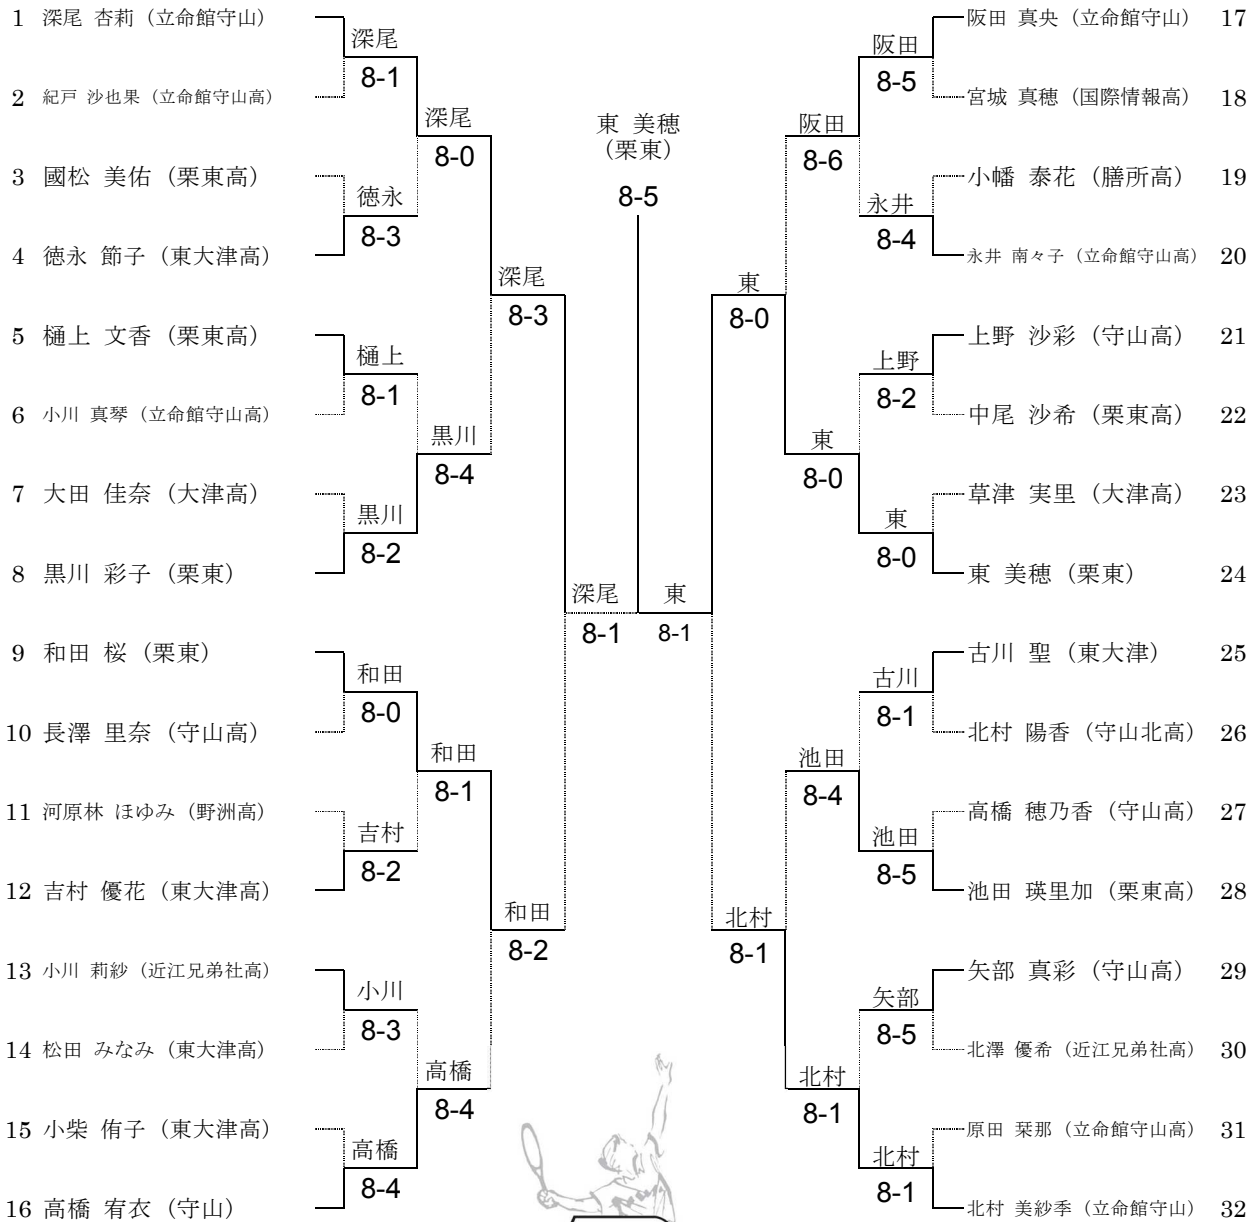 1 深尾 杏莉（立命館守山）
2 紀戸 沙也果（立命館守山高）
3 國松 美佑（栗東高）
4 徳永 節子（東大津高）
5 樋上 文香（栗東高）
6 小川 真琴（立命館守山高）
7 大田 佳奈（大津高）
8 黒川 彩子（栗東）
9 和田 桜（栗東）
10 長澤 里奈（守山高）
11 河原林 ほゆみ（野洲高）
12 吉村 優花（東大津高）
13 小川 莉紗（近江兄弟社高）
14 松田 みなみ（東大津高）
15 小柴 侑子（東大津高）
16 高橋 宥衣（守山）
深尾
8-1
徳永
8-3
樋上
8-1
黒川
8-2
和田
8-0
吉村
8-2
小川
8-3
高橋
8-4
深尾
8-0
黒川
8-4
和田
8-1
高橋
8-4
深尾
8-3
和田
8-2
深尾
8-1
東 美穂
（栗東）
8-5
東
8-1
東
8-0
北村
8-1
阪田
8-6
東
8-0
池田
8-4
北村
8-1
阪田
8-5
永井
8-4
上野
8-2
東
8-0
古川
8-1
池田
8-5
矢部
8-5
北村
8-1
阪田 真央（立命館守山） 17
宮城 真穂（国際情報高） 18
小幡 泰花（膳所高） 19
永井 南々子（立命館守山高） 20
上野 沙彩（守山高） 21
中尾 沙希（栗東高） 22
草津 実里（大津高） 23
東 美穂（栗東） 24
古川 聖（東大津） 25
北村 陽香（守山北高） 26
高橋 穂乃香（守山高） 27
池田 瑛里加（栗東高） 28
矢部 真彩（守山高） 29
北澤 優希（近江兄弟社高） 30
原田 栞那（立命館守山高） 31
北村 美紗季（立命館守山） 32